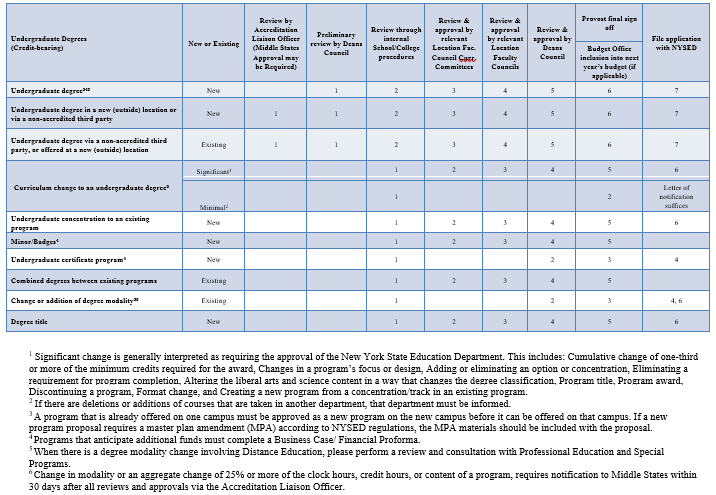 Undergraduate Degrees
(Credit-bearing)
New or Existing
Review by
Accreditation
Liaison Officer
(Middle States
Approval may
be Required)
Preliminary
review by Deans
Council
Review through
internal
School/College
procedures
Review &
approval by
relevant
Location Fac.
Council Curr.
Committees
Review &
approval
by relevant
Location
Faculty
Councils
Review &
approval by
Deans
Council
Provost final sign
off
Budget Office
inclusion into next
year's budget (if
applicable)
File application
with NYSED
Undergraduate degree New 1 2 3 4 5 6 7
Undergraduate degree in a new (outside) location or
via a non-accredited third party New 1 1 2 3 4 5 6 7
Undergraduate degree via a non-accredited third
party, or offered at a new (outside) location Existing 1 1 2 3 4 5 6 7
Curriculum change to an undergraduate degree
Significant¹ 1 2 3 4 5 6
Minimal² 1 2 Letter of
notification
suffices
Undergraduate concentration to an existing
program New 1 2 3 4 5 6
Minor/Badges⁴ New 1 2 3 4 5
Undergraduate certificate program⁴ New 1 2 3 4
Combined degrees between existing programs Existing 1 2 3 4 5
Change or addition of degree modality Existing 1 2 3 4, 6
Degree title New 1 2 3 4 5 6
¹ Significant change is generally interpreted as requiring the approval of the New York State Education Department. This includes: Cumulative change of one-third
or more of the minimum credits required for the award, Changes in a program's focus or design, Adding or eliminating an option or concentration, Eliminating a
requirement for program completion, Altering the liberal arts and science content in a way that changes the degree classification, Program title, Program award,
Discontinuing a program, Format change, and Creating a new program from a concentration/track in an existing program.
² If there are deletions or additions of courses that are taken in another department, that department must be informed.
³ A program that is already offered on one campus must be approved as a new program on the new campus before it can be offered on that campus. If a new
program proposal requires a master plan amendment (MPA) according to NYSED regulations, the MPA materials should be included with the proposal.
⁴ Programs that anticipate additional funds must complete a Business Case/ Financial Proforma.
⁵ When there is a degree modality change involving Distance Education, please perform a review and consultation with Professional Education and Special
Programs.
⁶ Change in modality or an aggregate change of 25% or more of the clock hours, credit hours, or content of a program, requires notification to Middle States within
30 days after all reviews and approvals via the Accreditation Liaison Officer.